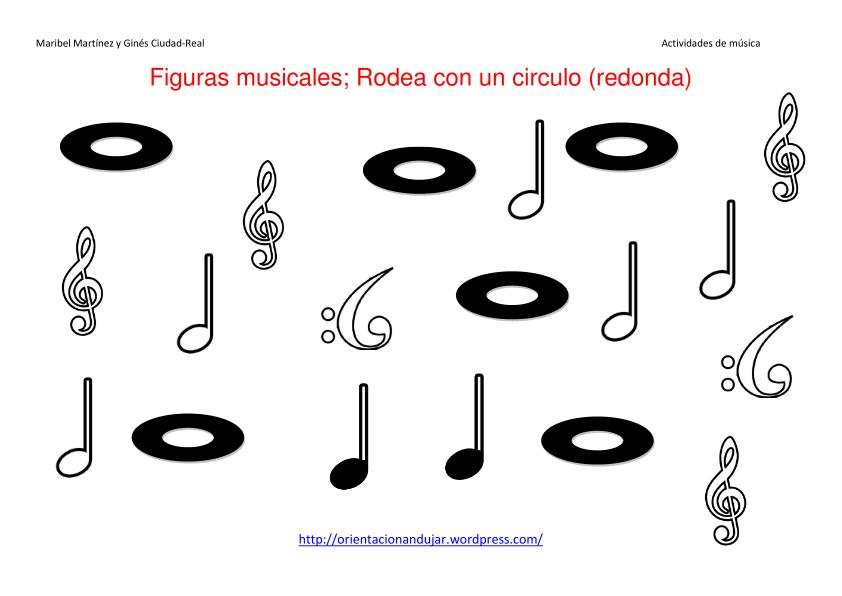 Maribel Martínez y Ginés Ciudad-Real
Actividades de música
Figuras musicales; Rodea con un circulo (redonda)
http://orientacionandujar.wordpress.com/